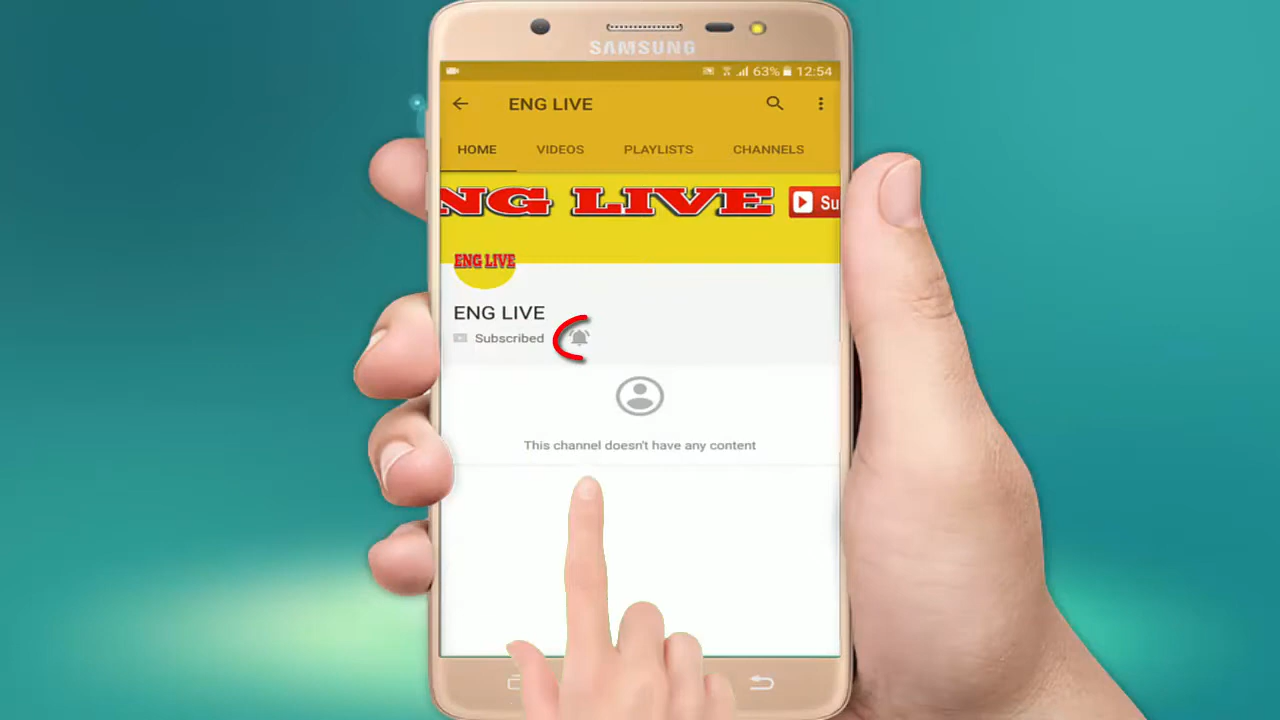 SAMSUNG
63% 12:54
ENG LIVE
HOME VIDEOS PLAYLISTS CHANNELS
NG LIVE Su
ENG LIVE
ENG LIVE
Subscribed
This channel doesn't have any content